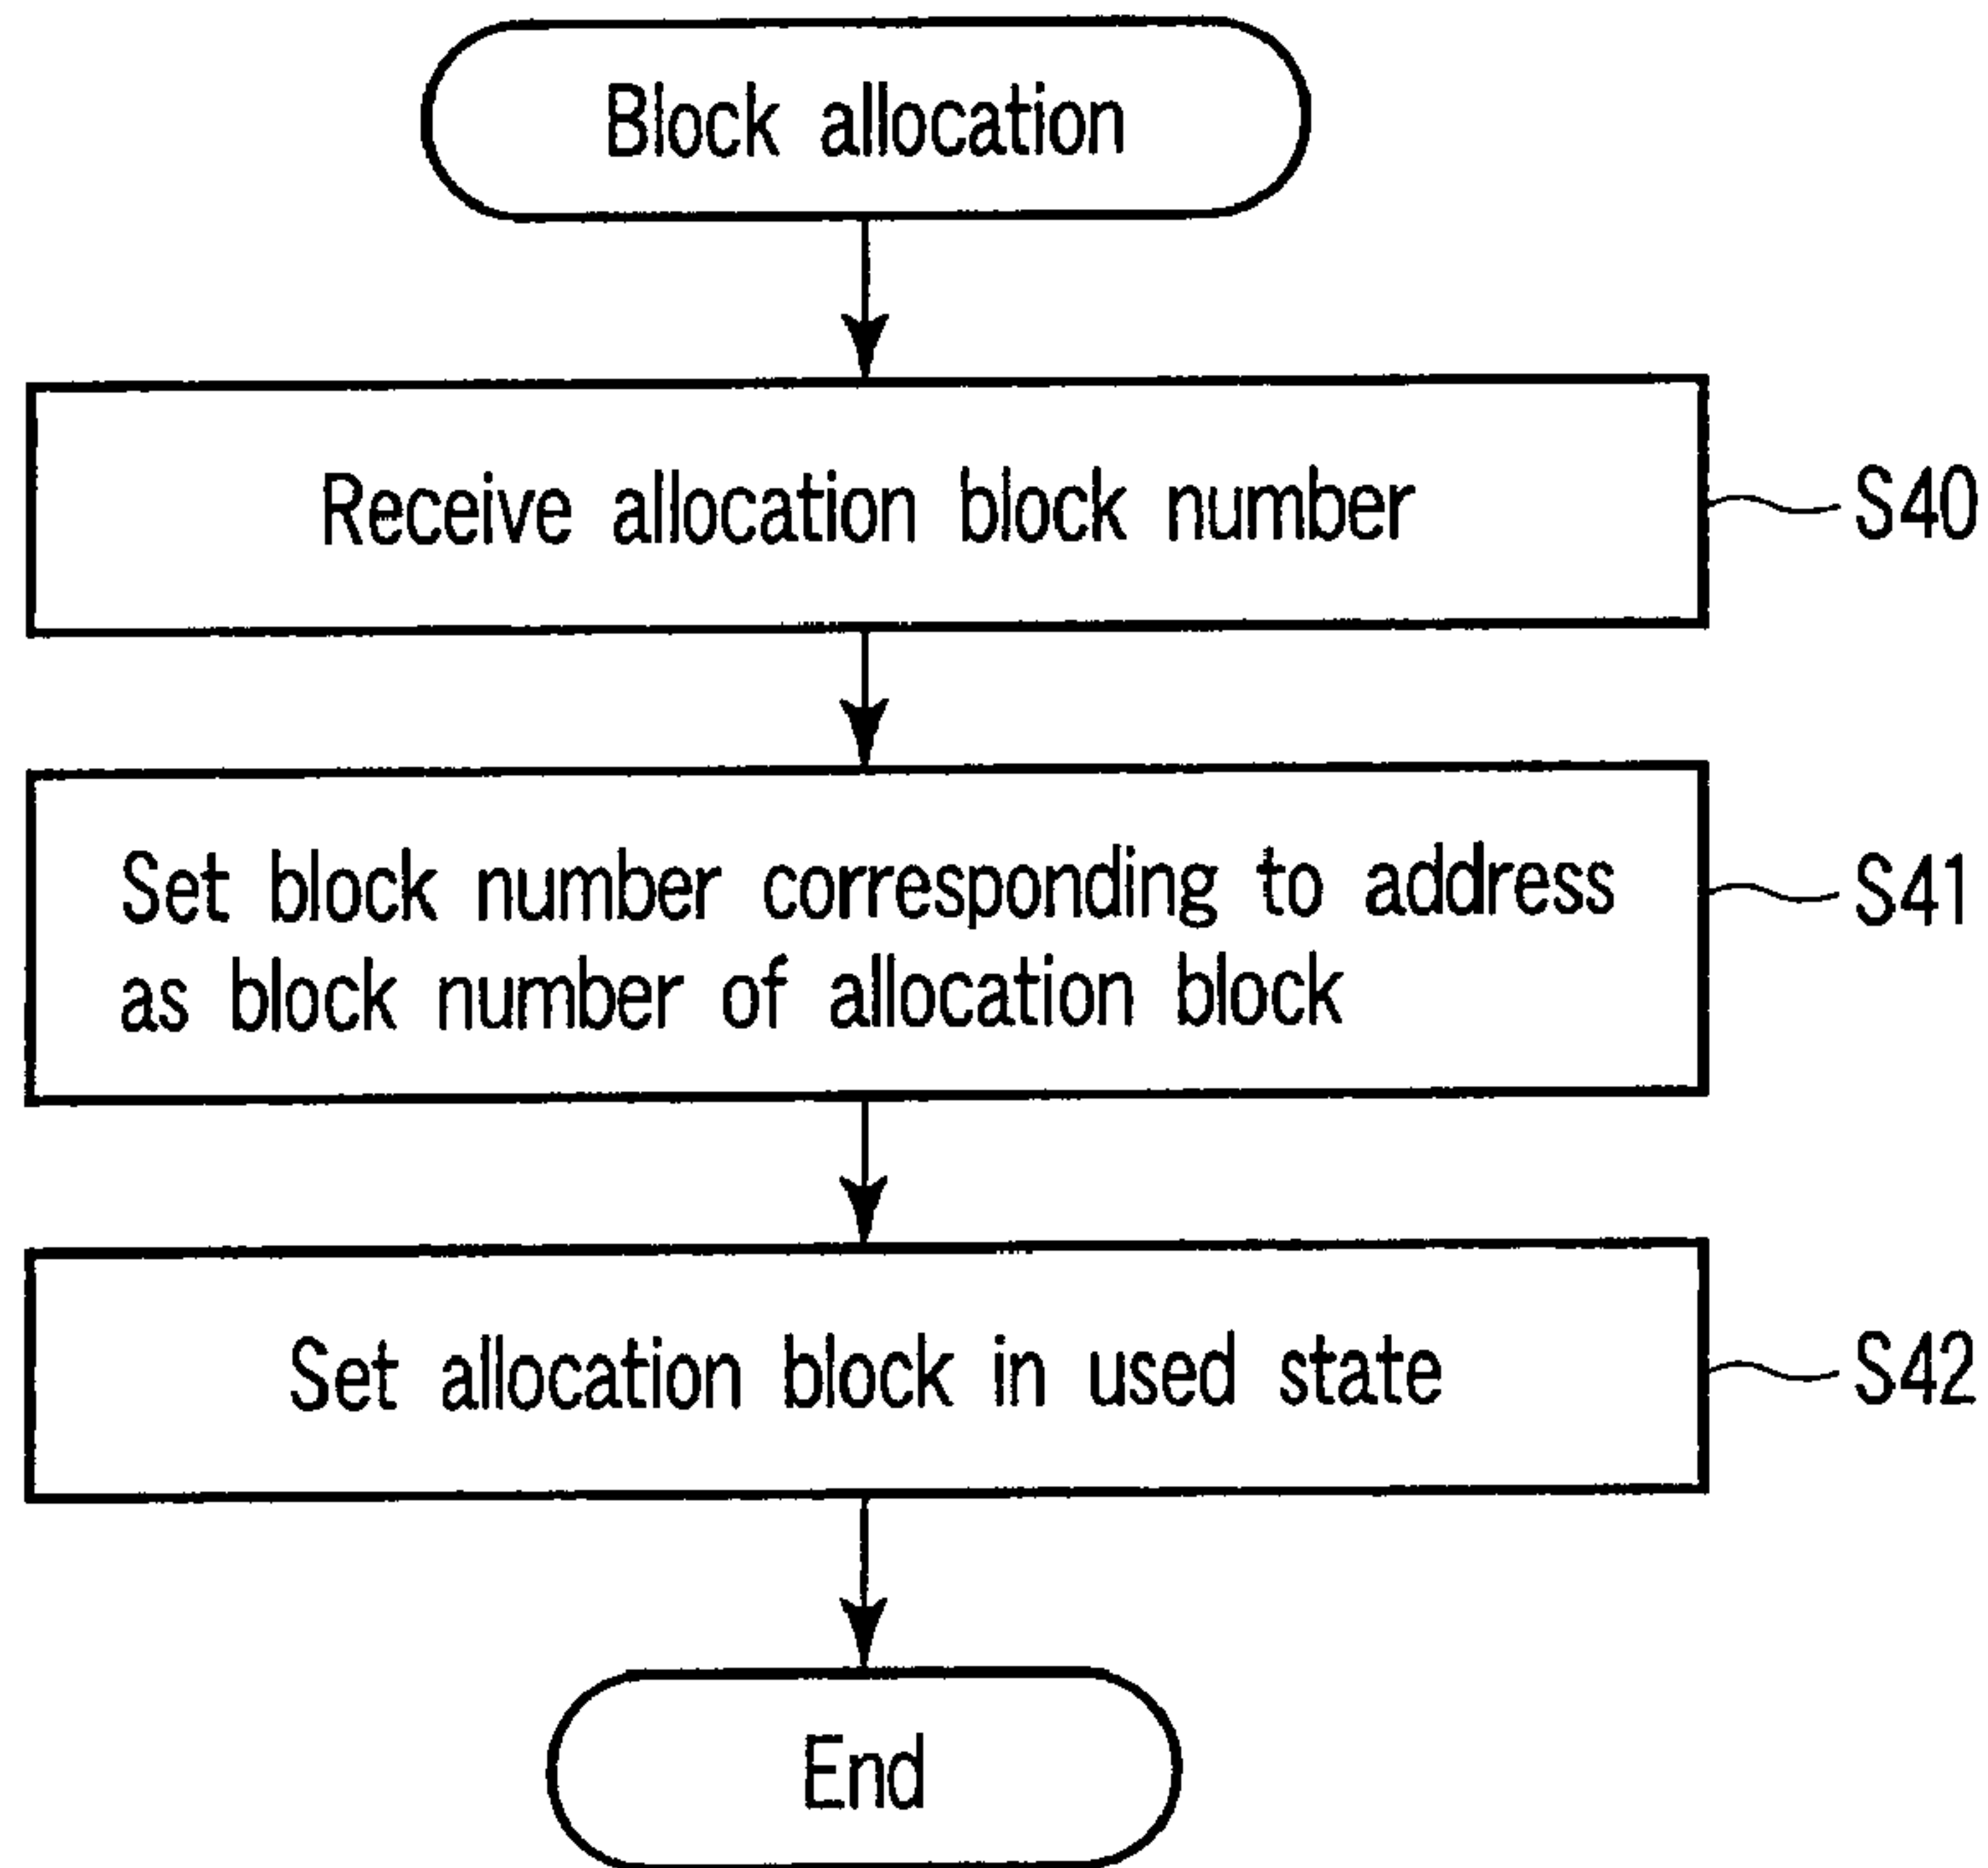 Block allocation
Receive allocation block number
S40
Set block number corresponding to address
as block number of allocation block
S41
Set allocation block in used state
S42
End